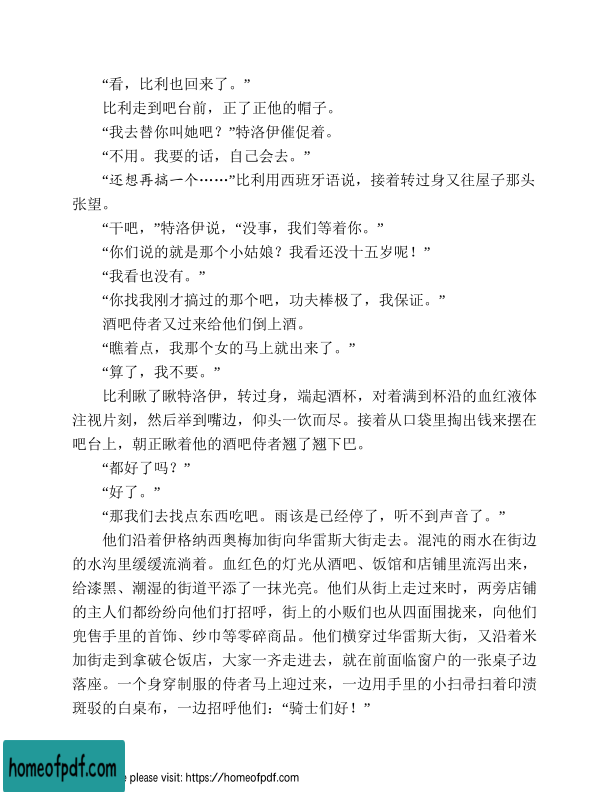 “看，比利也回来了。”
比利走到吧台前，正了正他的帽子。
“我去替你叫她吧？”特洛伊催促着。
“不用。我要的话，自己会去。”
“还想再搞一个……”比利用西班牙语说，接着转过身又往屋子那头
张望。
“干吧，”特洛伊说，“没事，我们等着你。”
“你们说的就是那个小姑娘？我看还没十五岁呢！”
“我看也没有。”
“你找我刚才搞过的那个吧，功夫棒极了，我保证。”
酒吧侍者又过来给他们倒上酒。
“瞧着点，我那个女的马上就出来了。”
“算了，我不要。”
比利瞅了瞅特洛伊，转过身，端起酒杯，对着满到杯沿的血红液体
注视片刻，然后举到嘴边，仰头一饮而尽。接着从口袋里掏出钱来摆在
吧台上，朝正瞅着他的酒吧侍者翘了翘下巴。
“都好了吗？”
“好了。”
“那我们去找点东西吃吧。雨该是已经停了，听不到声音了。”
他们沿着伊格纳西奥梅加街向华雷斯大街走去。混沌的雨水在街边
的水沟里缓缓流淌着。血红色的灯光从酒吧、饭馆和店铺里流泻出来，
给漆黑、潮湿的街道平添了一抹光亮。他们从街上走过来时，两旁店铺
的主人们都纷纷向他们打招呼，街上的小贩们也从四面围拢来，向他们
兜售手里的首饰、纱巾等零碎商品。他们横穿过华雷斯大街，又沿着米
加街走到拿破仑饭店，大家一齐走进去，就在前面临窗户的一张桌子边
落座。一个身穿制服的侍者马上迎过来，一边用手里的小扫帚扫着印渍
斑驳的白桌布，一边招呼他们：“骑士们好！”
homeofpdf.com
e please visit: https://homeofpdf.com